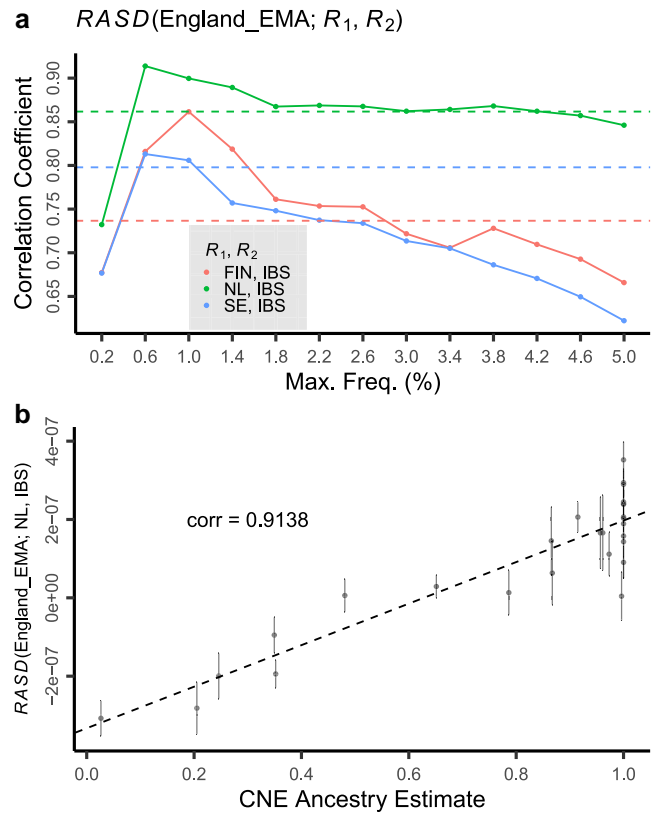 a
RASD(England_EMA; R1, R2)
Correlation Coefficient
0.90
0.85
0.80
0.75
0.70
0.65
R1, R2
FIN, IBS
NL, IBS
SE, IBS
0.2 0.6 1.0 1.4 1.8 2.2 2.6 3.0 3.4 3.8 4.2 4.6 5.0
Max. Freq. (%)
b
RASD(England_EMA; NL, IBS)
4e−07
2e−07
0e+00
−2e−07
corr = 0.9138
0.0 0.2 0.4 0.6 0.8 1.0
CNE Ancestry Estimate